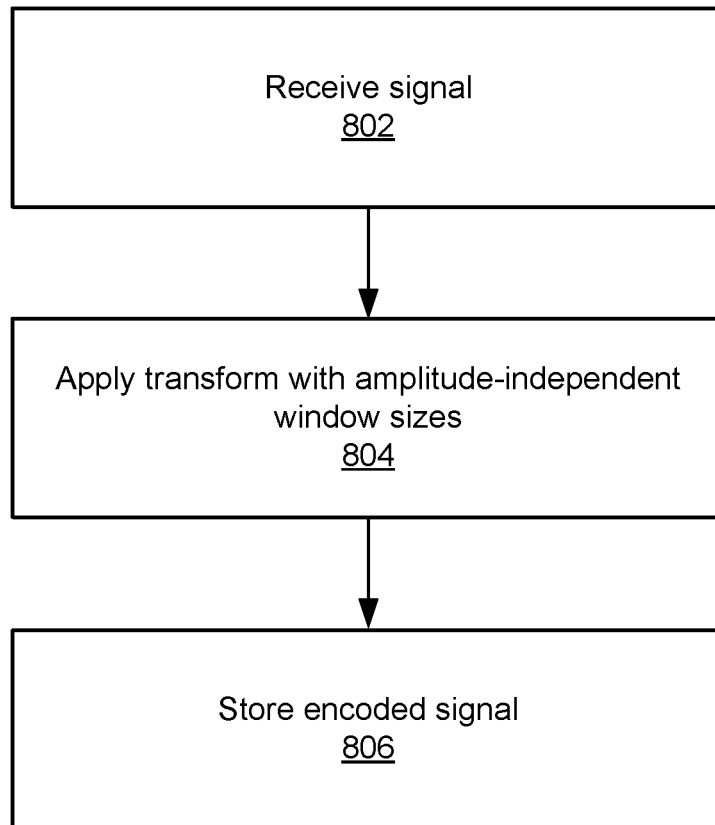 Receive signal
802
Apply transform with amplitude-independent
window sizes
804
Store encoded signal
806